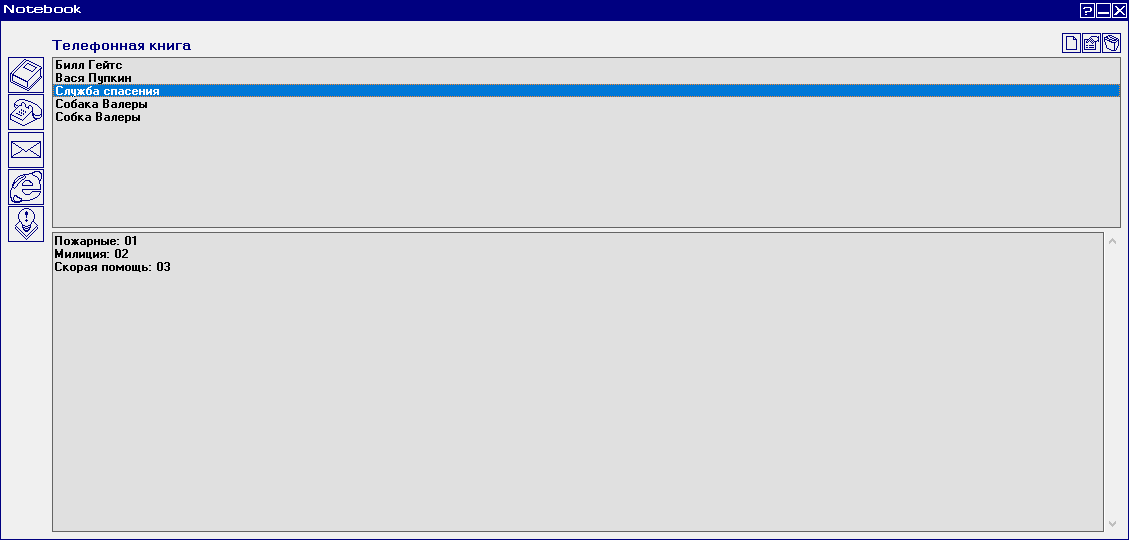 Notebook
Телефонная книга
Билл Гейтс
Вася Пупкин
Служба спасения
Собака Валеры
Собка Валеры
Пожарные: 01
Милиция: 02
Скорая помощь: 03